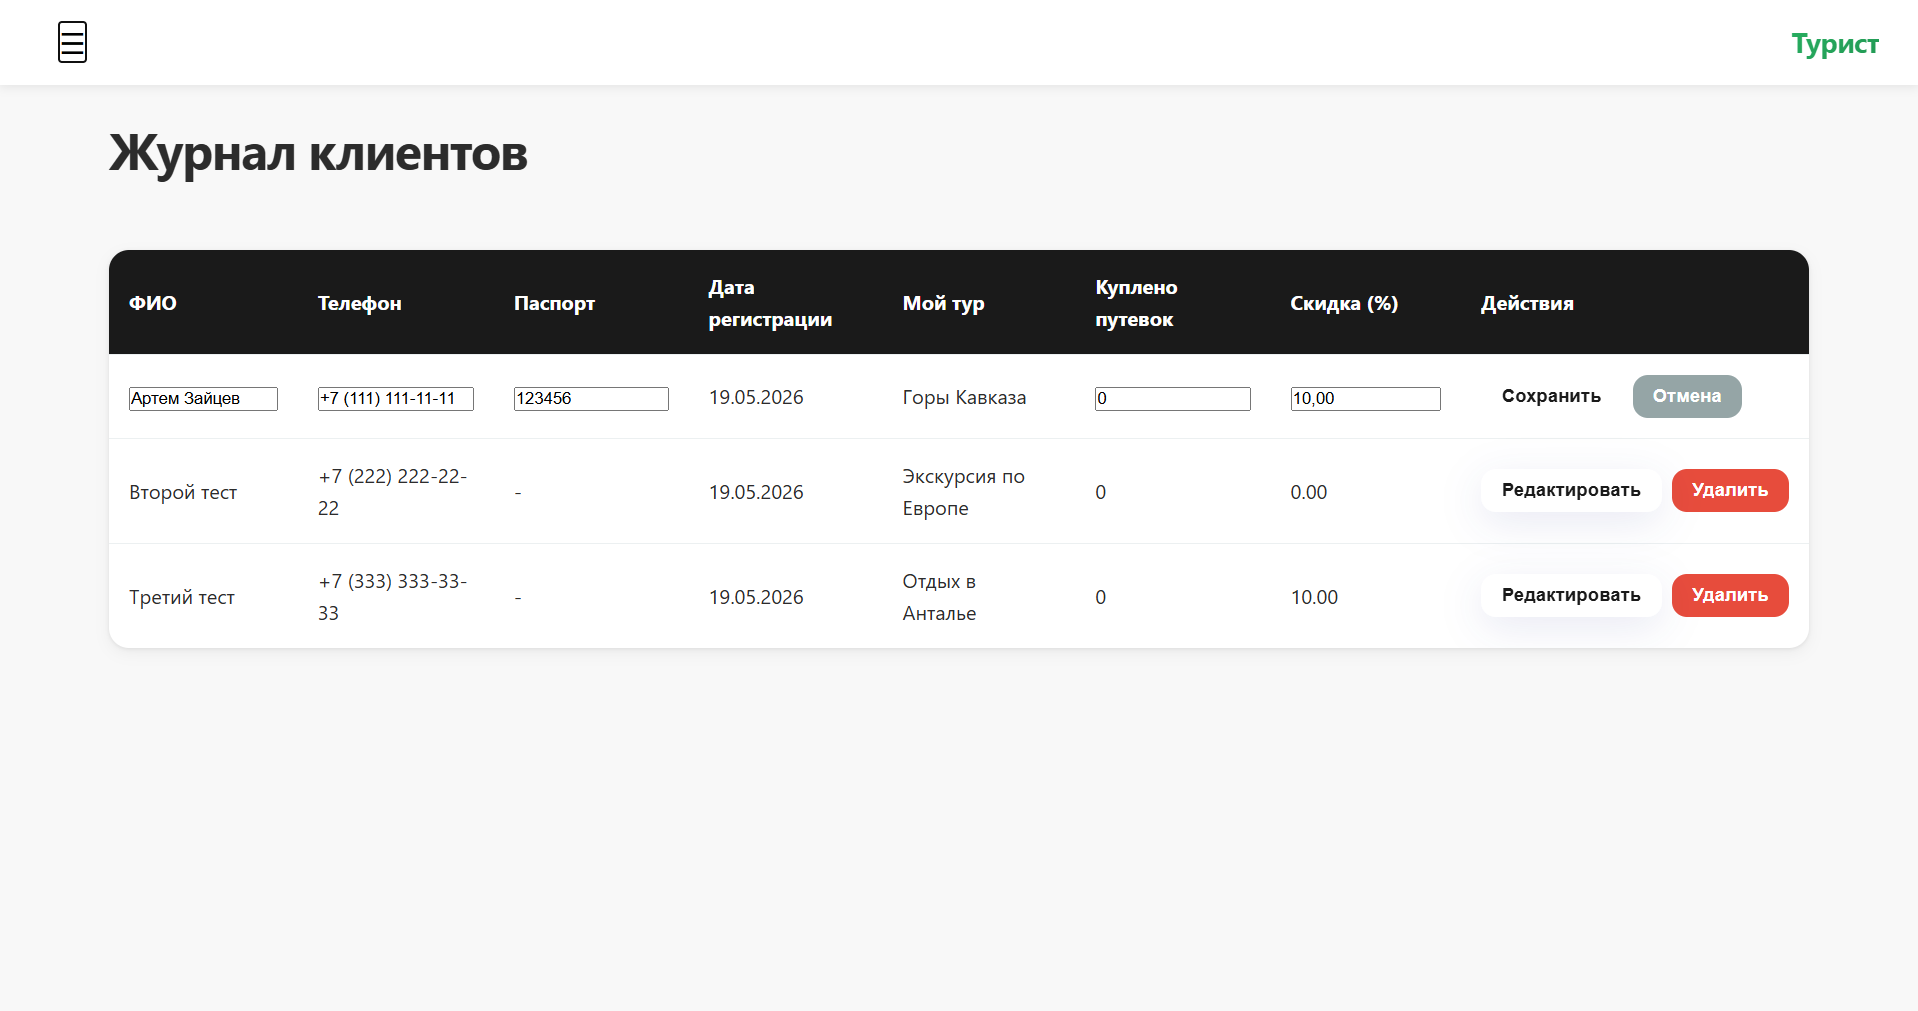 Турист
Журнал клиентов
ФИО
Телефон
Паспорт
Дата
регистрации
Мой тур
Куплено
путевок
Скидка (%)
Действия
Артем Зайцев
+7 (111) 111-11-11
123456
19.05.2026
Горы Кавказа
0
10,00
Сохранить
Отмена
Второй тест
+7 (222) 222-22-
22
-
19.05.2026
Экскурсия по
Европе
0
0.00
Редактировать
Удалить
Третий тест
+7 (333) 333-33-
33
-
19.05.2026
Отдых в
Анталье
0
10.00
Редактировать
Удалить